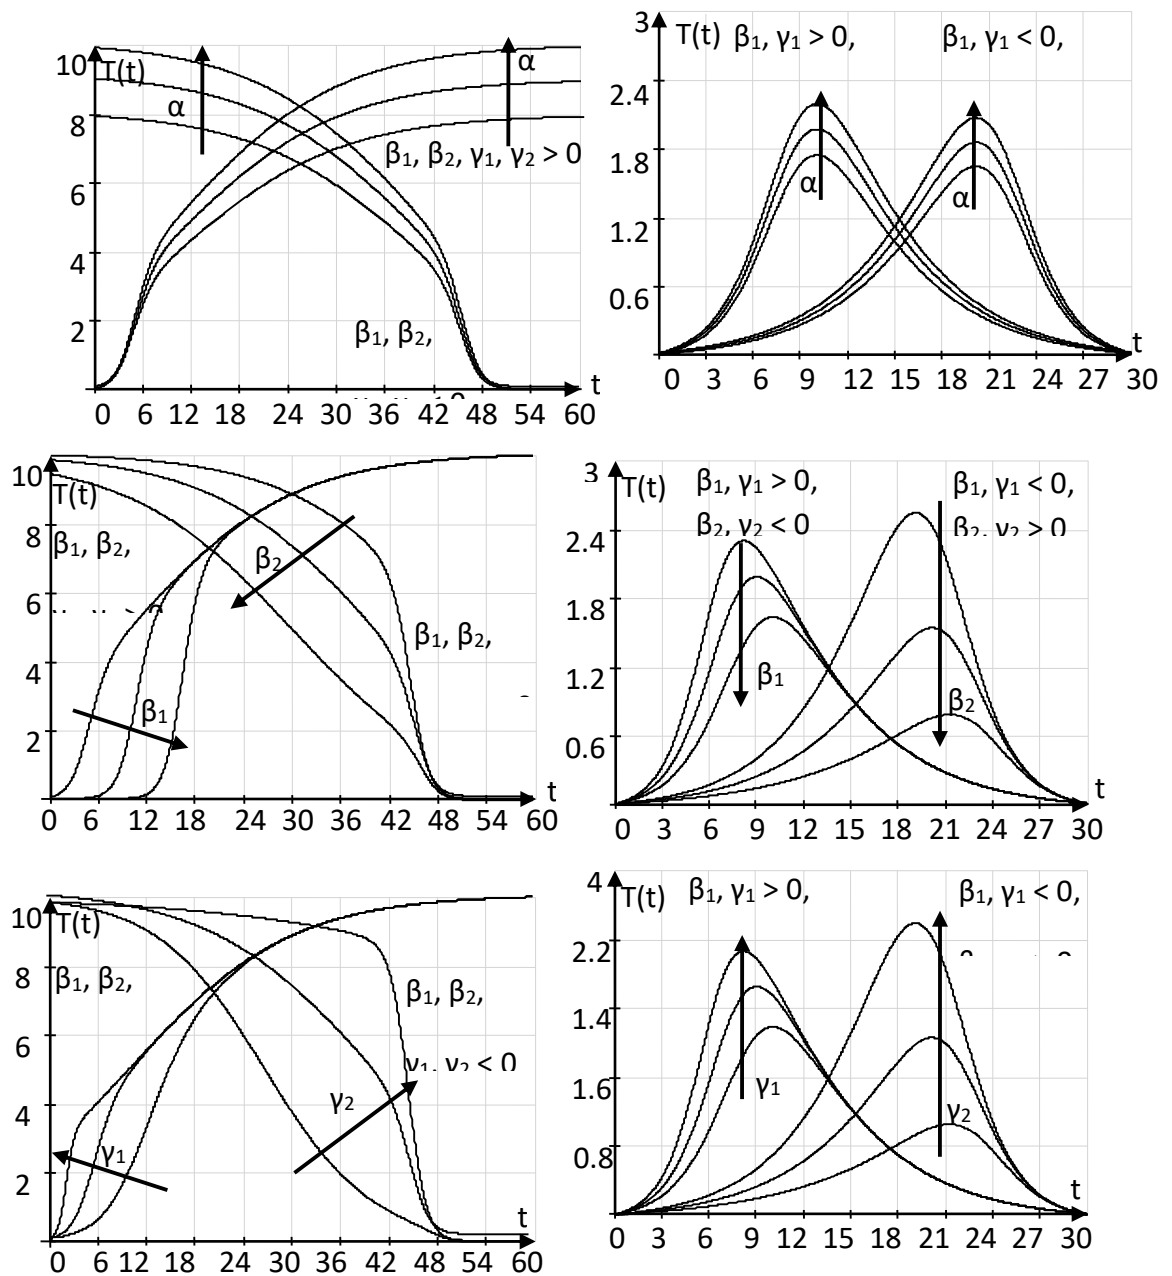 10
T(t)
α
α
8
β₁, β₂, γ₁, γ₂ > 0
6
4
2
β₁, β₂,
t
0 6 12 18 24 30 36 42 48 54 60
3
T(t) β₁, γ₁ > 0,
β₁, γ₁ < 0,
2.4
1.8
α
α
1.2
0.6
t
0 3 6 9 12 15 18 21 24 27 30
10
T(t)
8
β₁, β₂,
β₂
6
β₁, β₂,
4
β₁
2
t
0 6 12 18 24 30 36 42 48 54 60
3
T(t)
β₁, γ₁ > 0,
β₂, γ₂ < 0
β₁, γ₁ < 0,
β₂, γ₂ > 0
2.4
1.8
1.2
β₁
β₂
0.6
t
0 3 6 9 12 15 18 21 24 27 30
10
T(t)
8
β₁, β₂,
β₁, β₂,
6
γ₁, γ₂ < 0
4
γ₂
γ₁
2
t
0 6 12 18 24 30 36 42 48 54 60
4
T(t)
β₁, γ₁ > 0,
β₁, γ₁ < 0,
2.2
1.4
1.6
γ₁
γ₂
0.8
t
0 3 6 9 12 15 18 21 24 27 30